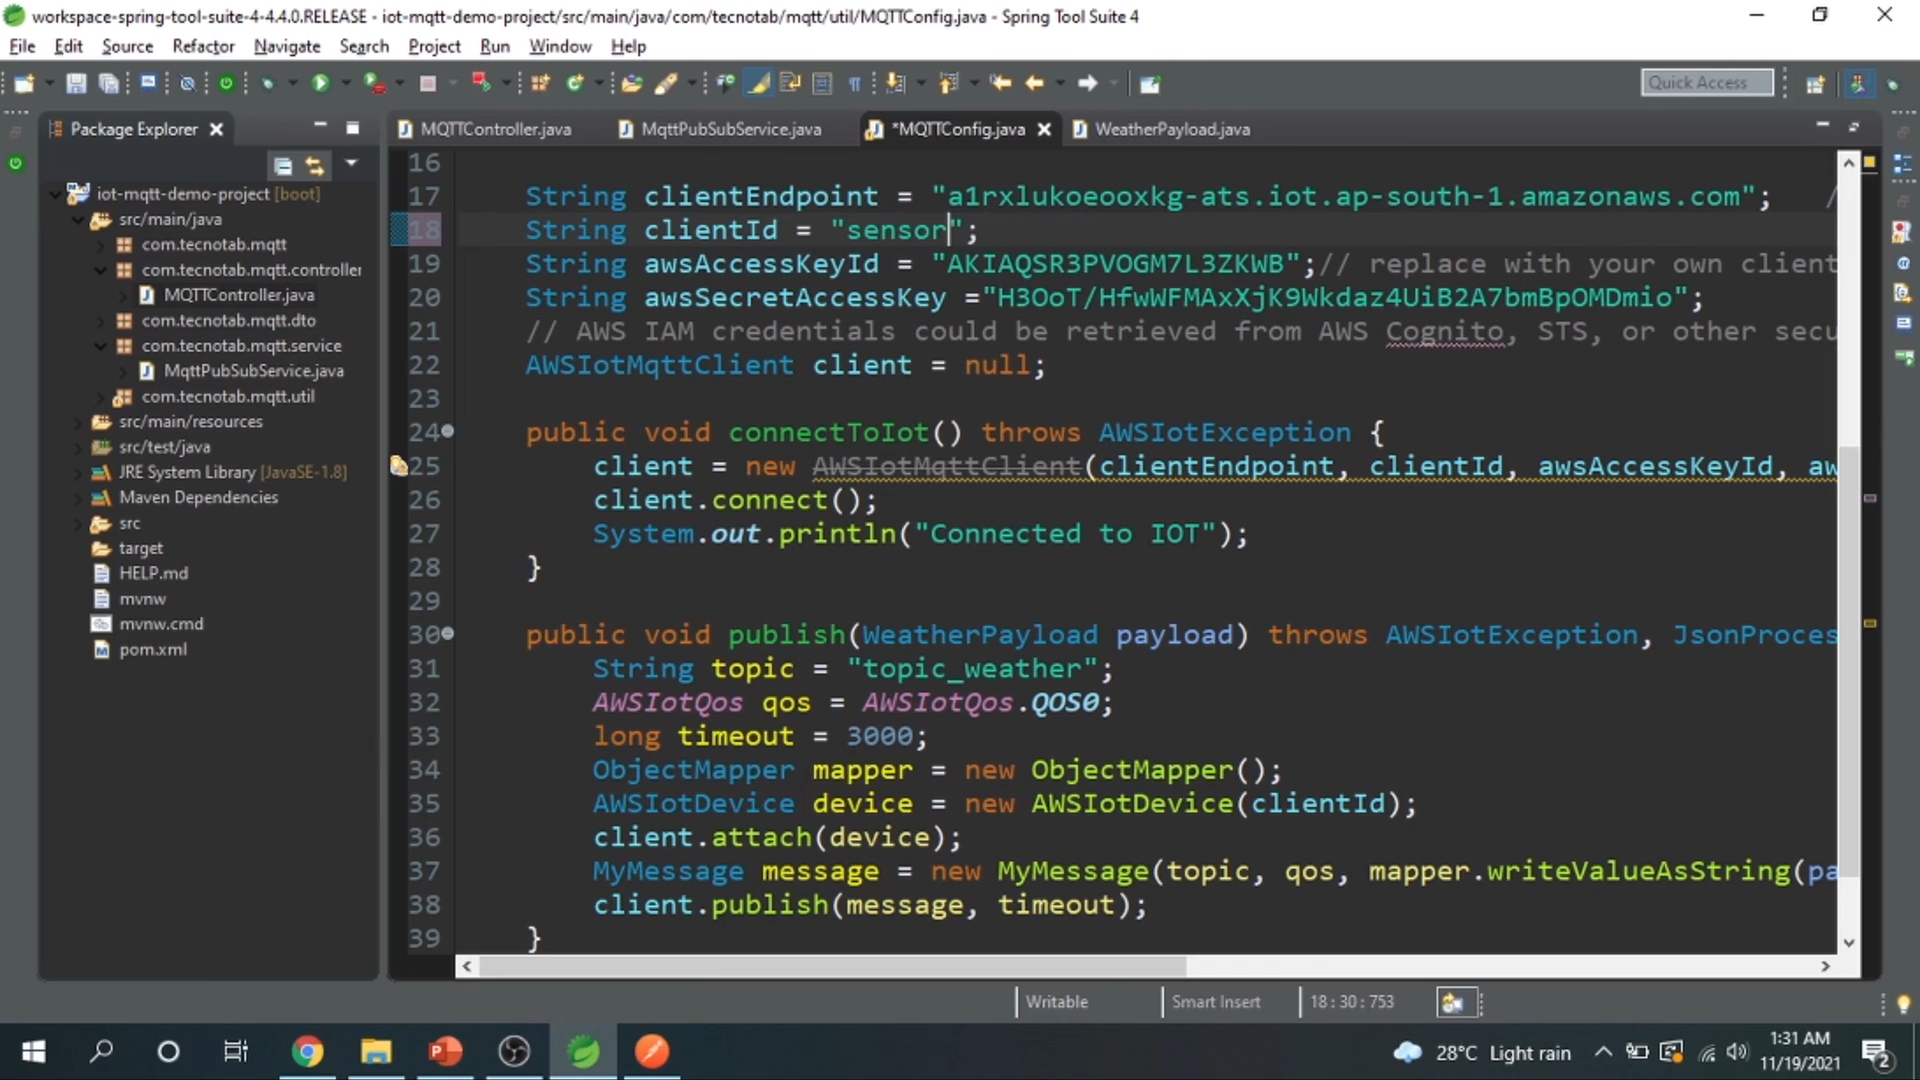 workspace-spring-tool-suite-4-4.4.0.RELEASE - iot-mqtt-demo-project/src/main/java/com/tecnotab/mqtt/util/MQTTConfig.java - Spring Tool Suite 4
File Edit Source Refactor Navigate Search Project Run Window Help
Quick Access
Package Explorer
MQTTController.java
MqttPubSubService.java
*MQTTConfig.java
WeatherPayload.java
iot-mqtt-demo-project [boot]
src/main/java
com.tecnotab.mqtt
com.tecnotab.mqtt.controller
MQTTController.java
com.tecnotab.mqtt.dto
com.tecnotab.mqtt.service
MqttPubSubService.java
com.tecnotab.mqtt.util
src/main/resources
src/test/java
JRE System Library [JavaSE-1.8]
Maven Dependencies
src
target
HELP.md
mvnw
mvnw.cmd
pom.xml
16
17 String clientEndpoint = "a1rxlukoeooxkg-ats.iot.ap-south-1.amazonaws.com"; /
18 String clientId = "sensor";
19 String awsAccessKeyId = "AKIAQSR3PVOGM7L3ZKWB";// replace with your own client
20 String awsSecretAccessKey ="H3OoT/HfwWFMAxXjK9Wkdaz4UiB2A7bmBpOMDmio";
21 // AWS IAM credentials could be retrieved from AWS Cognito, STS, or other secu
22 AWSIotMqttClient client = null;
23
24 public void connectToIot() throws AWSIotException {
25 client = new AWSIotMqttClient(clientEndpoint, clientId, awsAccessKeyId, aw
26 client.connect();
27 System.out.println("Connected to IOT");
28 }
29
30 public void publish(WeatherPayload payload) throws AWSIotException, JsonProces
31 String topic = "topic_weather";
32 AWSIotQos qos = AWSIotQos.QOS0;
33 long timeout = 3000;
34 ObjectMapper mapper = new ObjectMapper();
35 AWSIotDevice device = new AWSIotDevice(clientId);
36 client.attach(device);
37 MyMessage message = new MyMessage(topic, qos, mapper.writeValueAsString(pa
38 client.publish(message, timeout);
39 }
Writable
Smart Insert
18 : 30 : 753
28°C Light rain
1:31 AM
11/19/2021
2